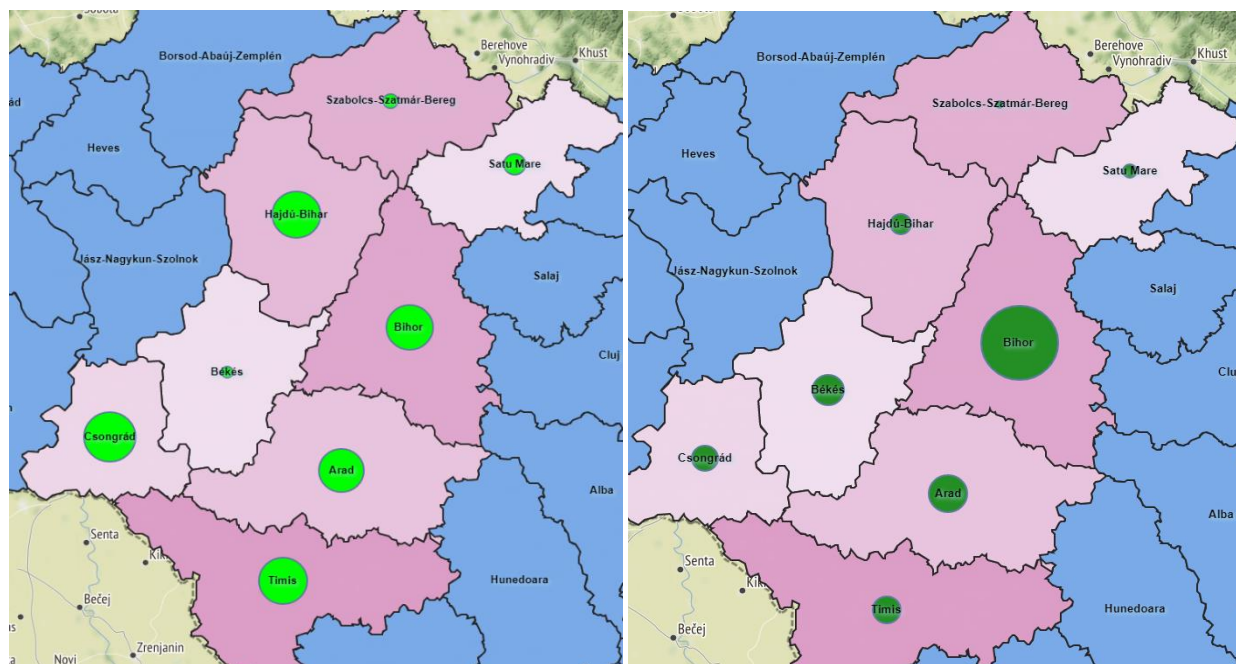 Berehove
Khust
Vynohradiv
Borsod-Abaúj-Zemplén
Szabolcs-Szatmár-Bereg
Heves
Satu Mare
Hajdú-Bihar
Jász-Nagykun-Szolnok
Salaj
Bihor
Cluj
Békés
Csongrád
Arad
Alba
Senta
Timis
Hunedoara
Bečej
Zrenjanin
Novi
Berehove
Khust
Vynohradiv
Borsod-Abaúj-Zemplén
Szabolcs-Szatmár-Bereg
Heves
Satu Mare
Hajdú-Bihar
Jász-Nagykun-Szolnok
Salaj
Bihor
Clu
Békés
Csongrád
Arad
Alba
Senta
Timis
Hunedoara
Bečej